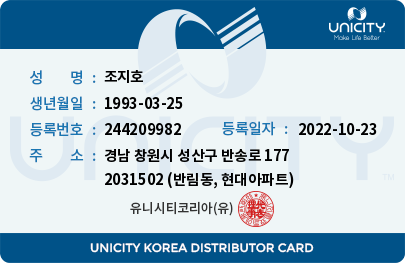 UNICITY
Make Life Better
성 명 : 조지호
생년월일 : 1993-03-25
등록번호 : 244209982 등록일자 : 2022-10-23
주 소 : 경남 창원시 성산구 반송로 177
2031502 (반림동, 현대아파트)
유니시티코리아(유)
UNICITY
TM
UNICITY KOREA DISTRIBUTOR CARD